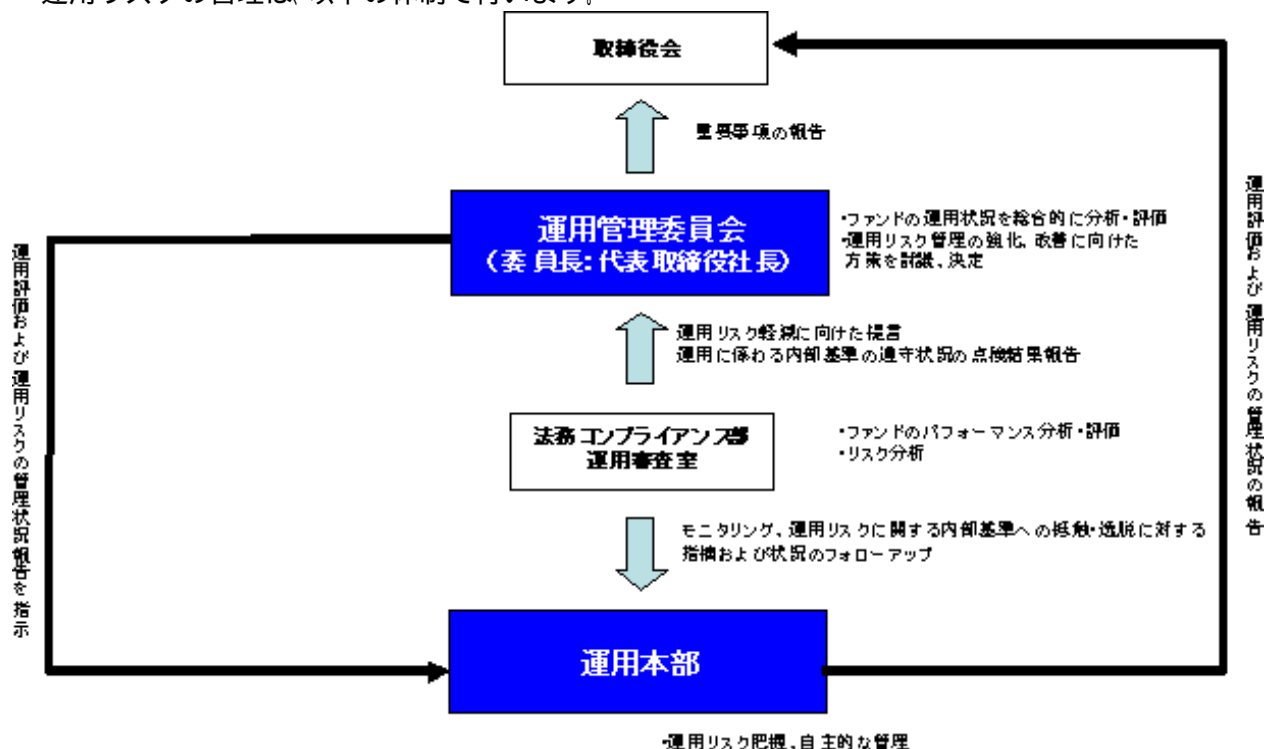 運用リスクの管理は、以下の体制で行います。
取締役会
重要事項の報告
運用管理委員会
（委員長：代表取締役社長）
・ファンドの運用状況を総合的に分析・評価
・運用リスク管理の強化、改善に向けた
方策を討議、決定
運用リスク軽減に向けた提言
運用に係わる内部基準の遵守状況の点検結果報告
法務コンプライアンス部
運用審査室
・ファンドのパフォーマンス分析・評価
・リスク分析
モニタリング、運用リスクに関する内部基準への抵触・逸脱に対する
指摘および状況のフォローアップ
運用本部
・運用リスク把握、自主的な管理
運用評価および運用リスクの管理状況報告を指示
運用評価および運用リスクの管理状況の報告